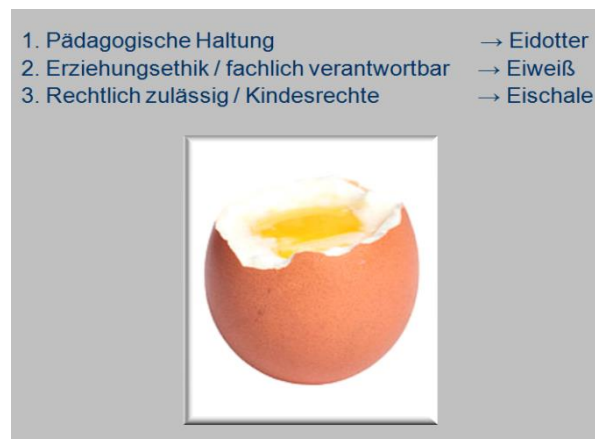 1. Pädagogische Haltung → Eidotter
2. Erziehungsethik / fachlich verantwortbar → Eiweiß
3. Rechtlich zulässig / Kindesrechte → Eischale